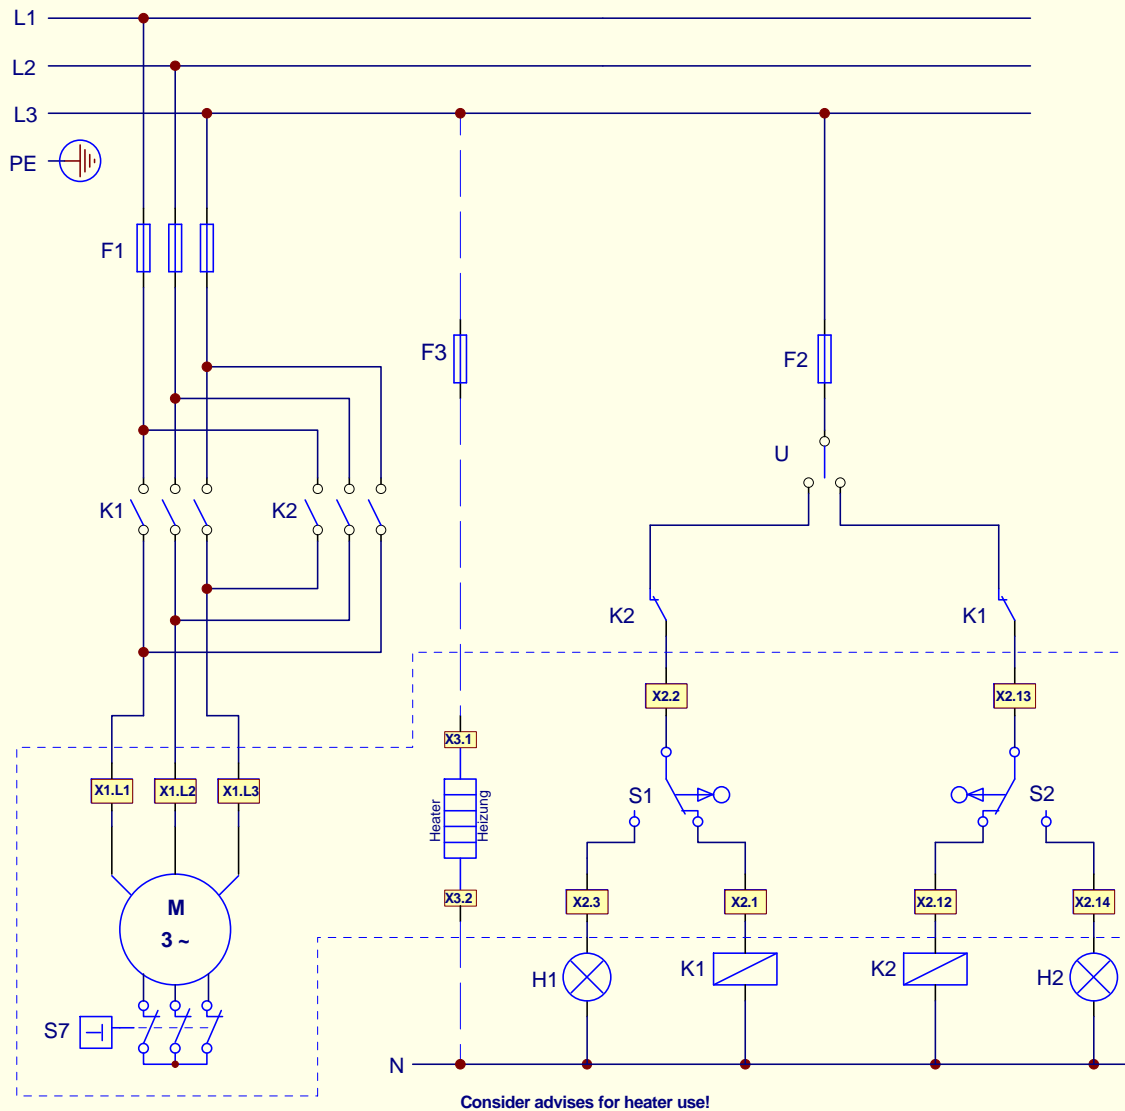 L1
L2
L3
PE
F1
F3
F2
U
K1
K2
K2
K1
X2.2
X2.13
X3.1
X1.L1
X1.L2
X1.L3
Heater
Heizung
S1
S2
X3.2
X2.3
X2.1
X2.12
X2.14
M
3 ~
H1
K1
K2
H2
S7
N
Consider advises for heater use!